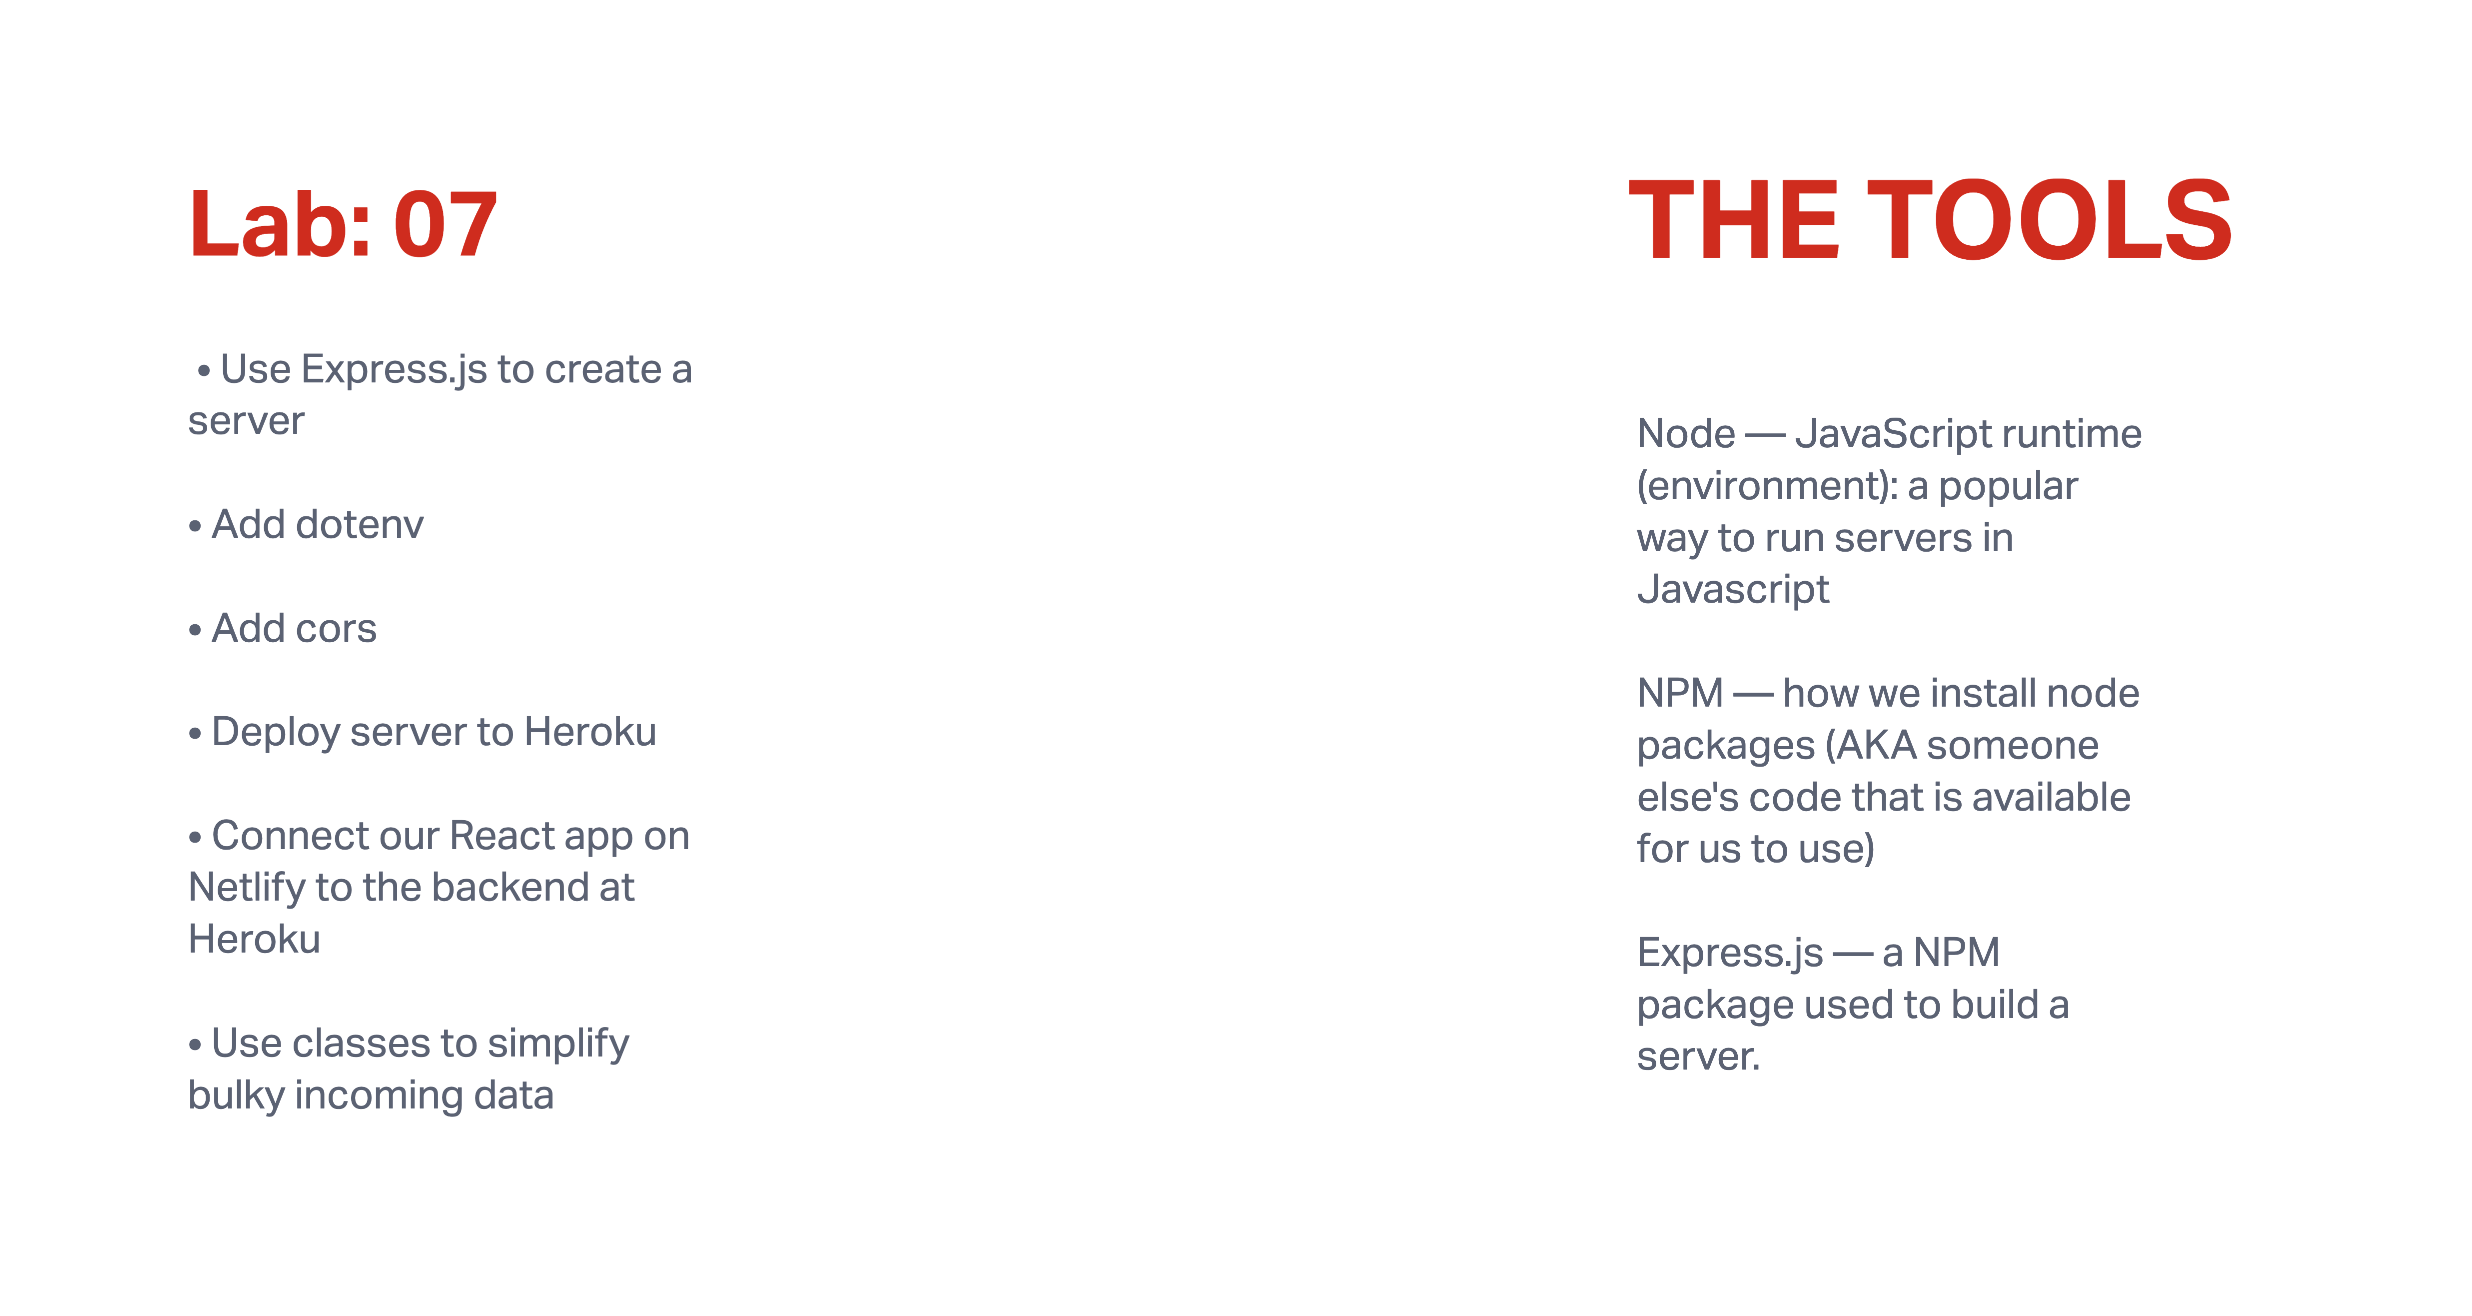 Lab: 07
• Use Express.js to create a
server
• Add dotenv
• Add cors
• Deploy server to Heroku
• Connect our React app on
Netlify to the backend at
Heroku
• Use classes to simplify
bulky incoming data
THE TOOLS
Node — JavaScript runtime
(environment): a popular
way to run servers in
Javascript
NPM — how we install node
packages (AKA someone
else's code that is available
for us to use)
Express.js — a NPM
package used to build a
server.